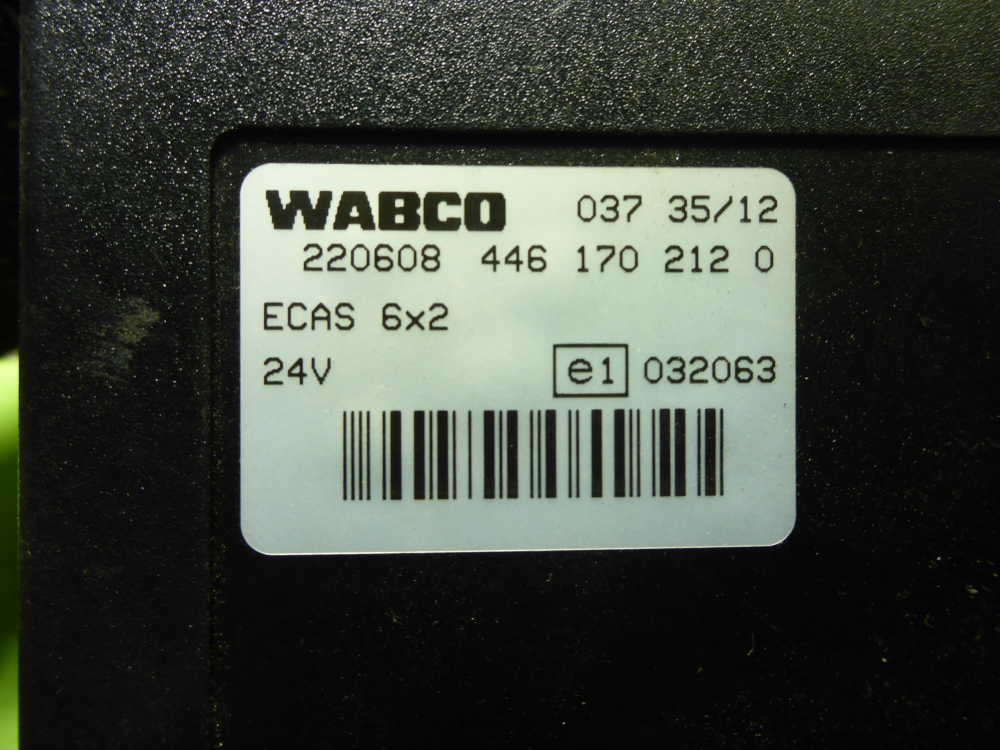 WABCO 037 35/12
220608 446 170 212 0
ECAS 6x2
24V e1 032063